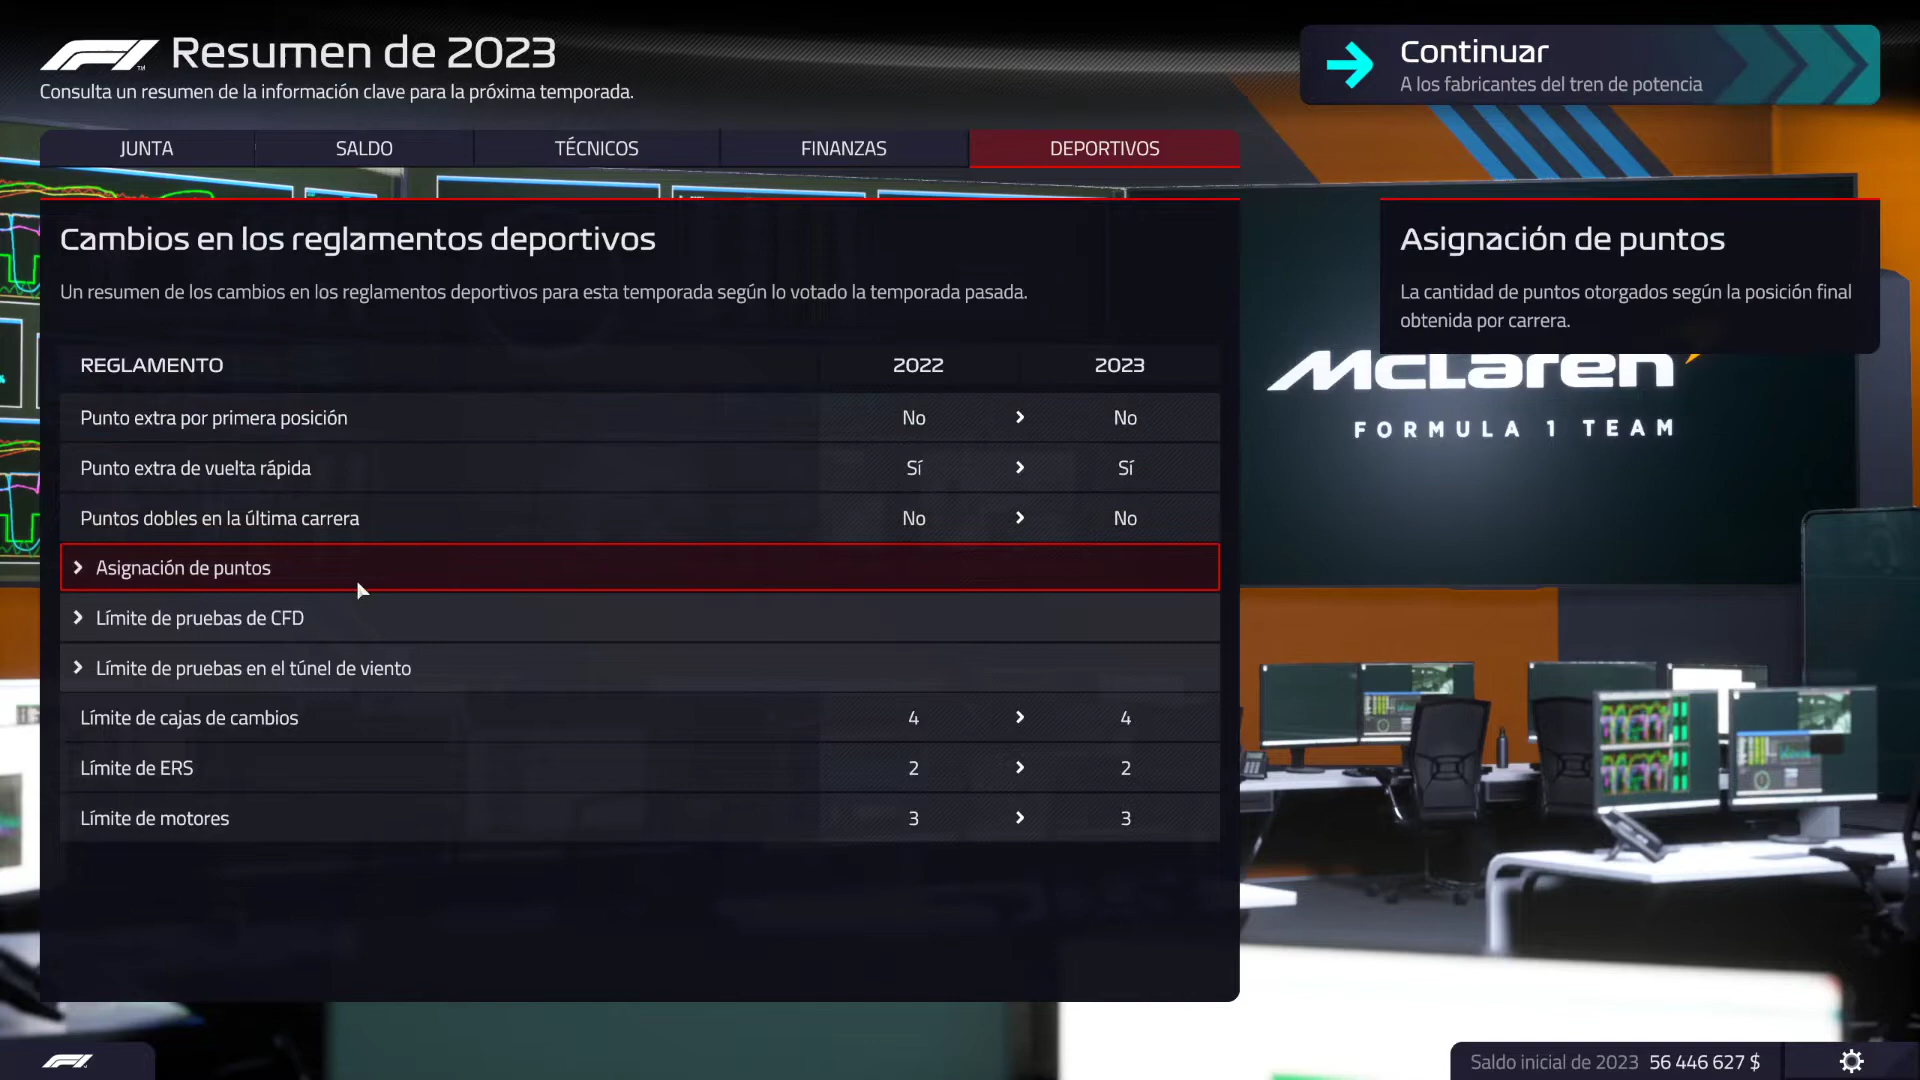 Resumen de 2023
Consulta un resumen de la información clave para la próxima temporada.
Continuar
A los fabricantes del tren de potencia
JUNTA SALDO TÉCNICOS FINANZAS DEPORTIVOS
Cambios en los reglamentos deportivos
Un resumen de los cambios en los reglamentos deportivos para esta temporada según lo votado la temporada pasada.
REGLAMENTO 2022 2023
Punto extra por primera posición No No
Punto extra de vuelta rápida Sí Sí
Puntos dobles en la última carrera No No
Asignación de puntos
Límite de pruebas de CFD
Límite de pruebas en el túnel de viento
Límite de cajas de cambios 4 4
Límite de ERS 2 2
Límite de motores 3 3
Asignación de puntos
La cantidad de puntos otorgados según la posición final
obtenida por carrera.
McLaren
FORMULA 1 TEAM
Saldo inicial de 2023 56 446 627 $